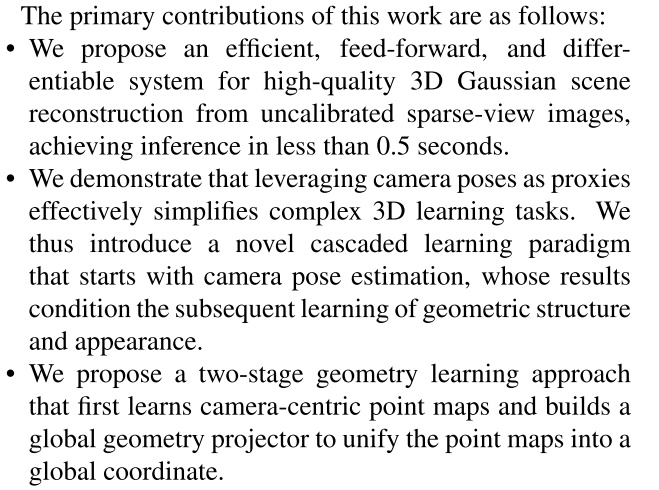 The primary contributions of this work are as follows:
• We propose an efficient, feed-forward, and differ-
entiable system for high-quality 3D Gaussian scene
reconstruction from uncalibrated sparse-view images,
achieving inference in less than 0.5 seconds.
• We demonstrate that leveraging camera poses as proxies
effectively simplifies complex 3D learning tasks. We
thus introduce a novel cascaded learning paradigm
that starts with camera pose estimation, whose results
condition the subsequent learning of geometric structure
and appearance.
• We propose a two-stage geometry learning approach
that first learns camera-centric point maps and builds a
global geometry projector to unify the point maps into a
global coordinate.